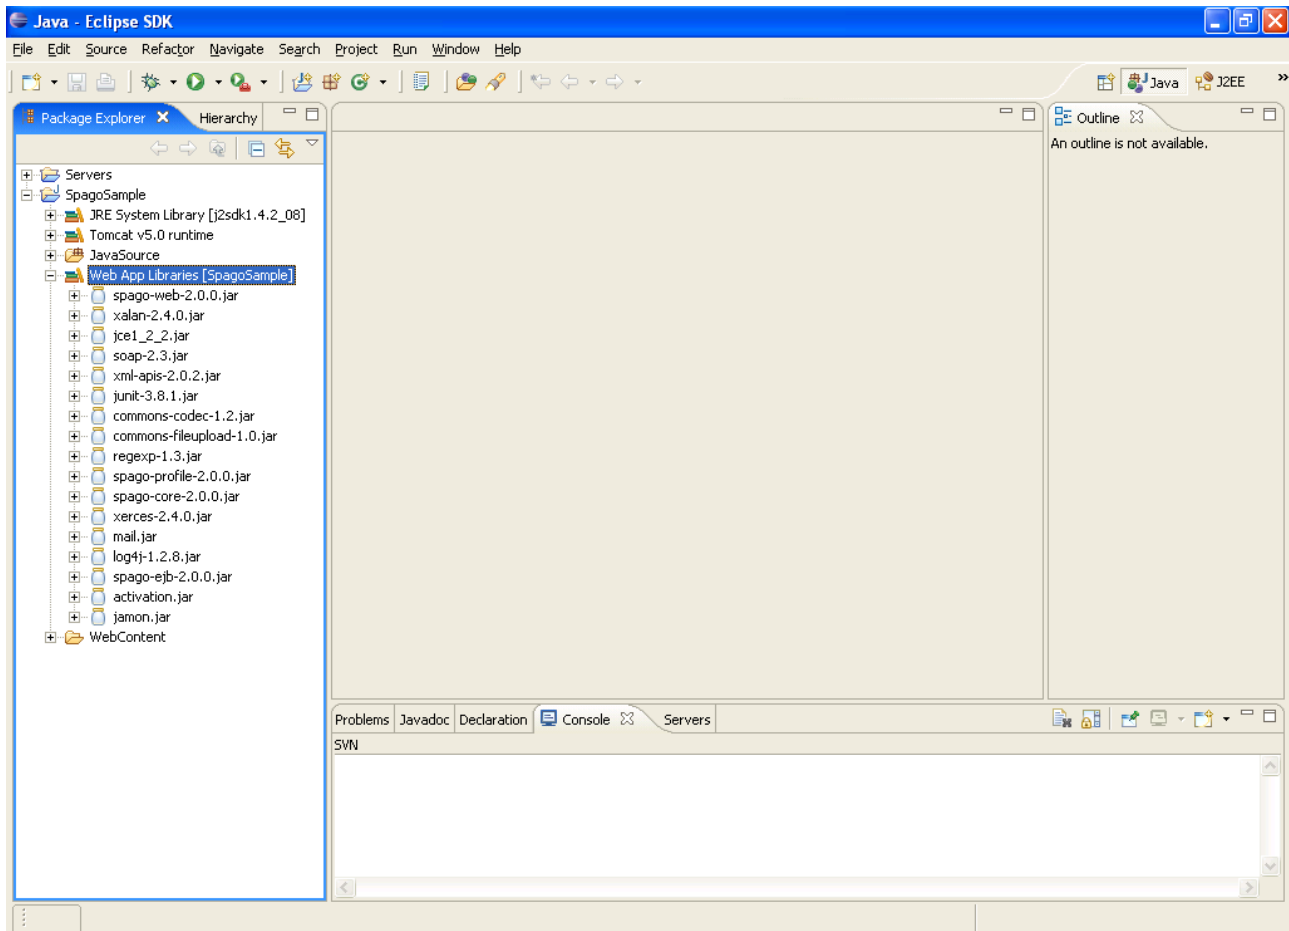 Java - Eclipse SDK
File Edit Source Refactor Navigate Search Project Run Window Help
Java J2EE »
Package Explorer Hierarchy
Outline
An outline is not available.
Servers
SpagoSample
JRE System Library [j2sdk1.4.2_08]
Tomcat v5.0 runtime
JavaSource
Web App Libraries [SpagoSample]
spago-web-2.0.0.jar
xalan-2.4.0.jar
jce1_2_2.jar
soap-2.3.jar
xml-apis-2.0.2.jar
junit-3.8.1.jar
commons-codec-1.2.jar
commons-fileupload-1.0.jar
regexp-1.3.jar
spago-profile-2.0.0.jar
spago-core-2.0.0.jar
xerces-2.4.0.jar
mail.jar
log4j-1.2.8.jar
spago-ejb-2.0.0.jar
activation.jar
jamon.jar
WebContent
Problems Javadoc Declaration Console Servers
SVN